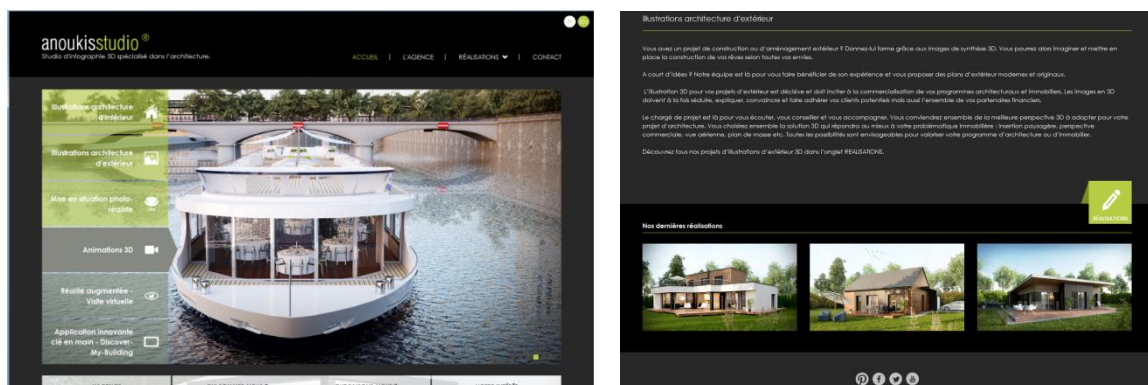 anoukisstudio ®
Studio d'infographie 3D spécialisé dans l'architecture.
ACCUEIL | L'AGENCE | RÉALISATIONS | CONTACT
Illustrations architecture
d'intérieur
Illustrations architecture
d'extérieur
Mise en situation photo-
réaliste
Animations 3D
Réalité augmentée -
Visite virtuelle
Application innovante
clé en main - Discover-
My-Building
Illustrations architecture d'extérieur
Vous avez un projet de construction ou d'aménagement extérieur ? Donnez-lui forme grâce aux images de synthèse 3D. Vous pourrez alors imaginer et mettre en
place la construction de vos rêves selon toutes vos envies.
A court d'idées ? Notre équipe est là pour vous faire bénéficier de son expérience et vous proposer des plans d'extérieur modernes et originaux.
L'illustration 3D pour vos projets d'extérieur est décisive et doit inciter à la commercialisation de vos programmes architecturaux et immobiliers. Les images en 3D
doivent à la fois séduire, expliquer, convaincre et faire adhérer vos clients potentiels mais aussi l'ensemble de vos partenaires financiers.
Le chargé de projet est là pour vous écouter, vous conseiller et vous accompagner. Vous conviendrez ensemble de la meilleure perspective 3D à adopter pour votre
projet d'architecture. Vous choisirez ensemble la solution 3D qui répondra au mieux à votre problématique immobilière : insertion paysagère, perspective
commerciale, vue aérienne, plan de masse etc. Toutes les possibilités sont envisageables pour valoriser votre programme d'architecture ou d'immobilier.
Découvrez tous nos projets d'illustrations d'extérieur 3D dans l'onglet REALISATIONS.
RÉALISATIONS
Nos dernières réalisations